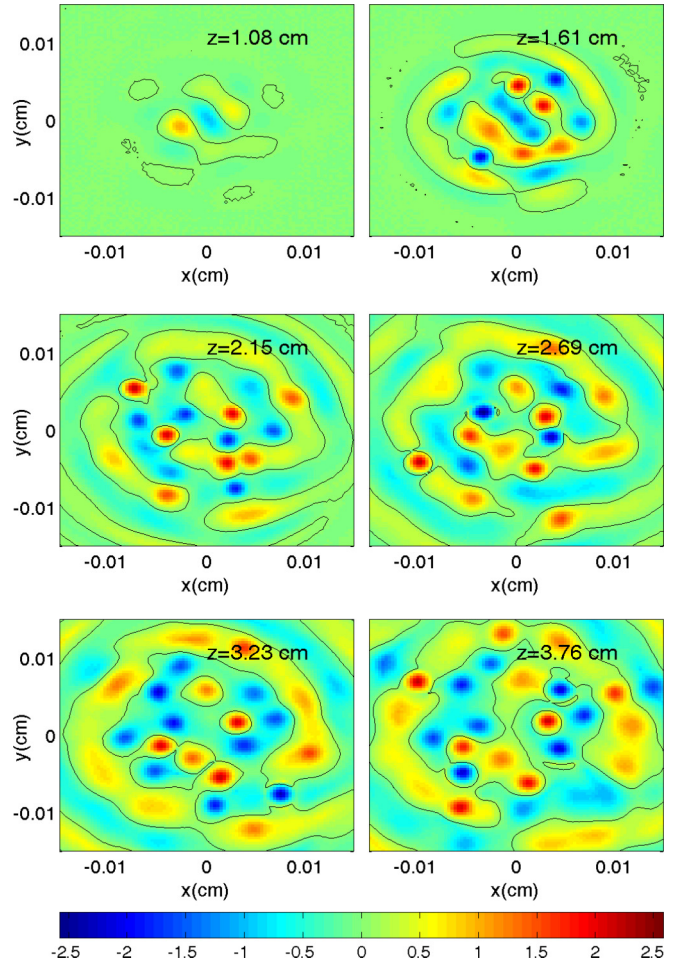 z=1.08 cm
z=1.61 cm
0.01
0
-0.01
y(cm)
-0.01 0 0.01
-0.01 0 0.01
x(cm)
x(cm)
z=2.15 cm
z=2.69 cm
0.01
0
-0.01
y(cm)
-0.01 0 0.01
-0.01 0 0.01
x(cm)
x(cm)
z=3.23 cm
z=3.76 cm
0.01
0
-0.01
y(cm)
-0.01 0 0.01
-0.01 0 0.01
x(cm)
x(cm)
-2.5 -2 -1.5 -1 -0.5 0 0.5 1 1.5 2 2.5